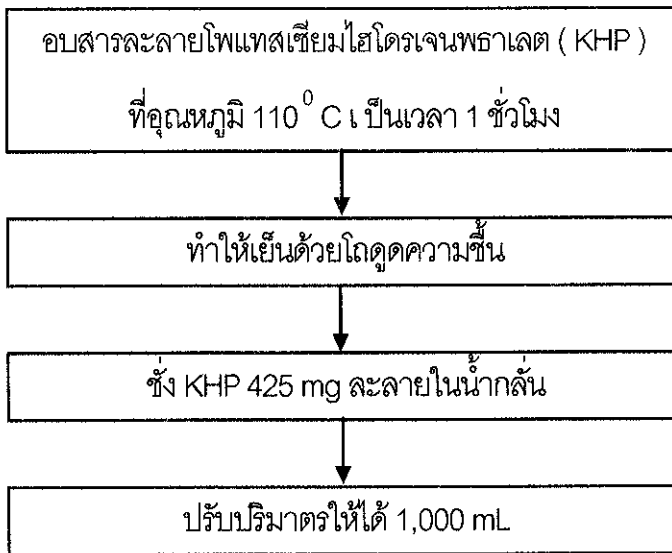 อบสารละลายโพแทสเซียมไฮโดรเจนพธาเลต ( KHP )
ที่อุณหภูมิ 110⁰ C เ ป็นเวลา 1 ชั่วโมง
ทำให้เย็นด้วยโถดูดความชื้น
ชั่ง KHP 425 mg ละลายในน้ำกลั่น
ปรับปริมาตรให้ได้ 1,000 mL